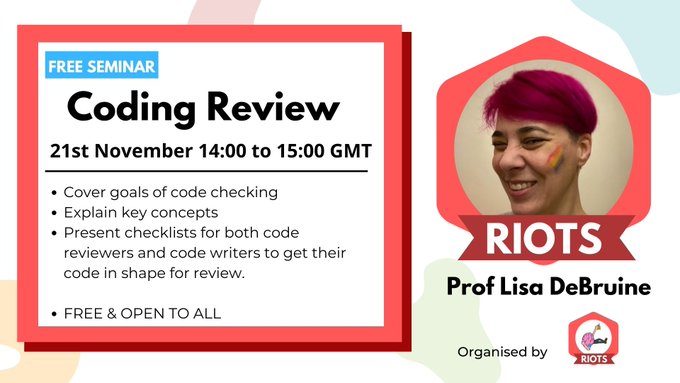 FREE SEMINAR
Coding Review
21st November 14:00 to 15:00 GMT
• Cover goals of code checking
• Explain key concepts
• Present checklists for both code
reviewers and code writers to get their
code in shape for review.
• FREE & OPEN TO ALL
RIOTS
Prof Lisa DeBruine
Organised by
RIOTS